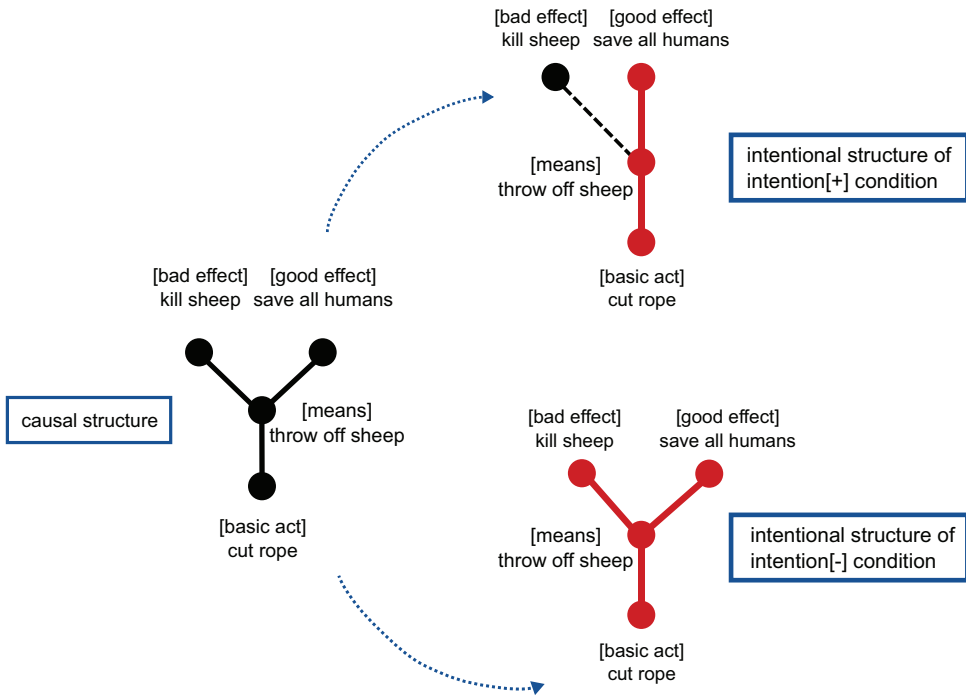 [bad effect]
kill sheep
[good effect]
save all humans
[means]
throw off sheep
[basic act]
cut rope
intentional structure of
intention[+] condition
[bad effect]
kill sheep
[good effect]
save all humans
causal structure
[means]
throw off sheep
[basic act]
cut rope
[bad effect]
kill sheep
[good effect]
save all humans
[means]
throw off sheep
[basic act]
cut rope
intentional structure of
intention[-] condition